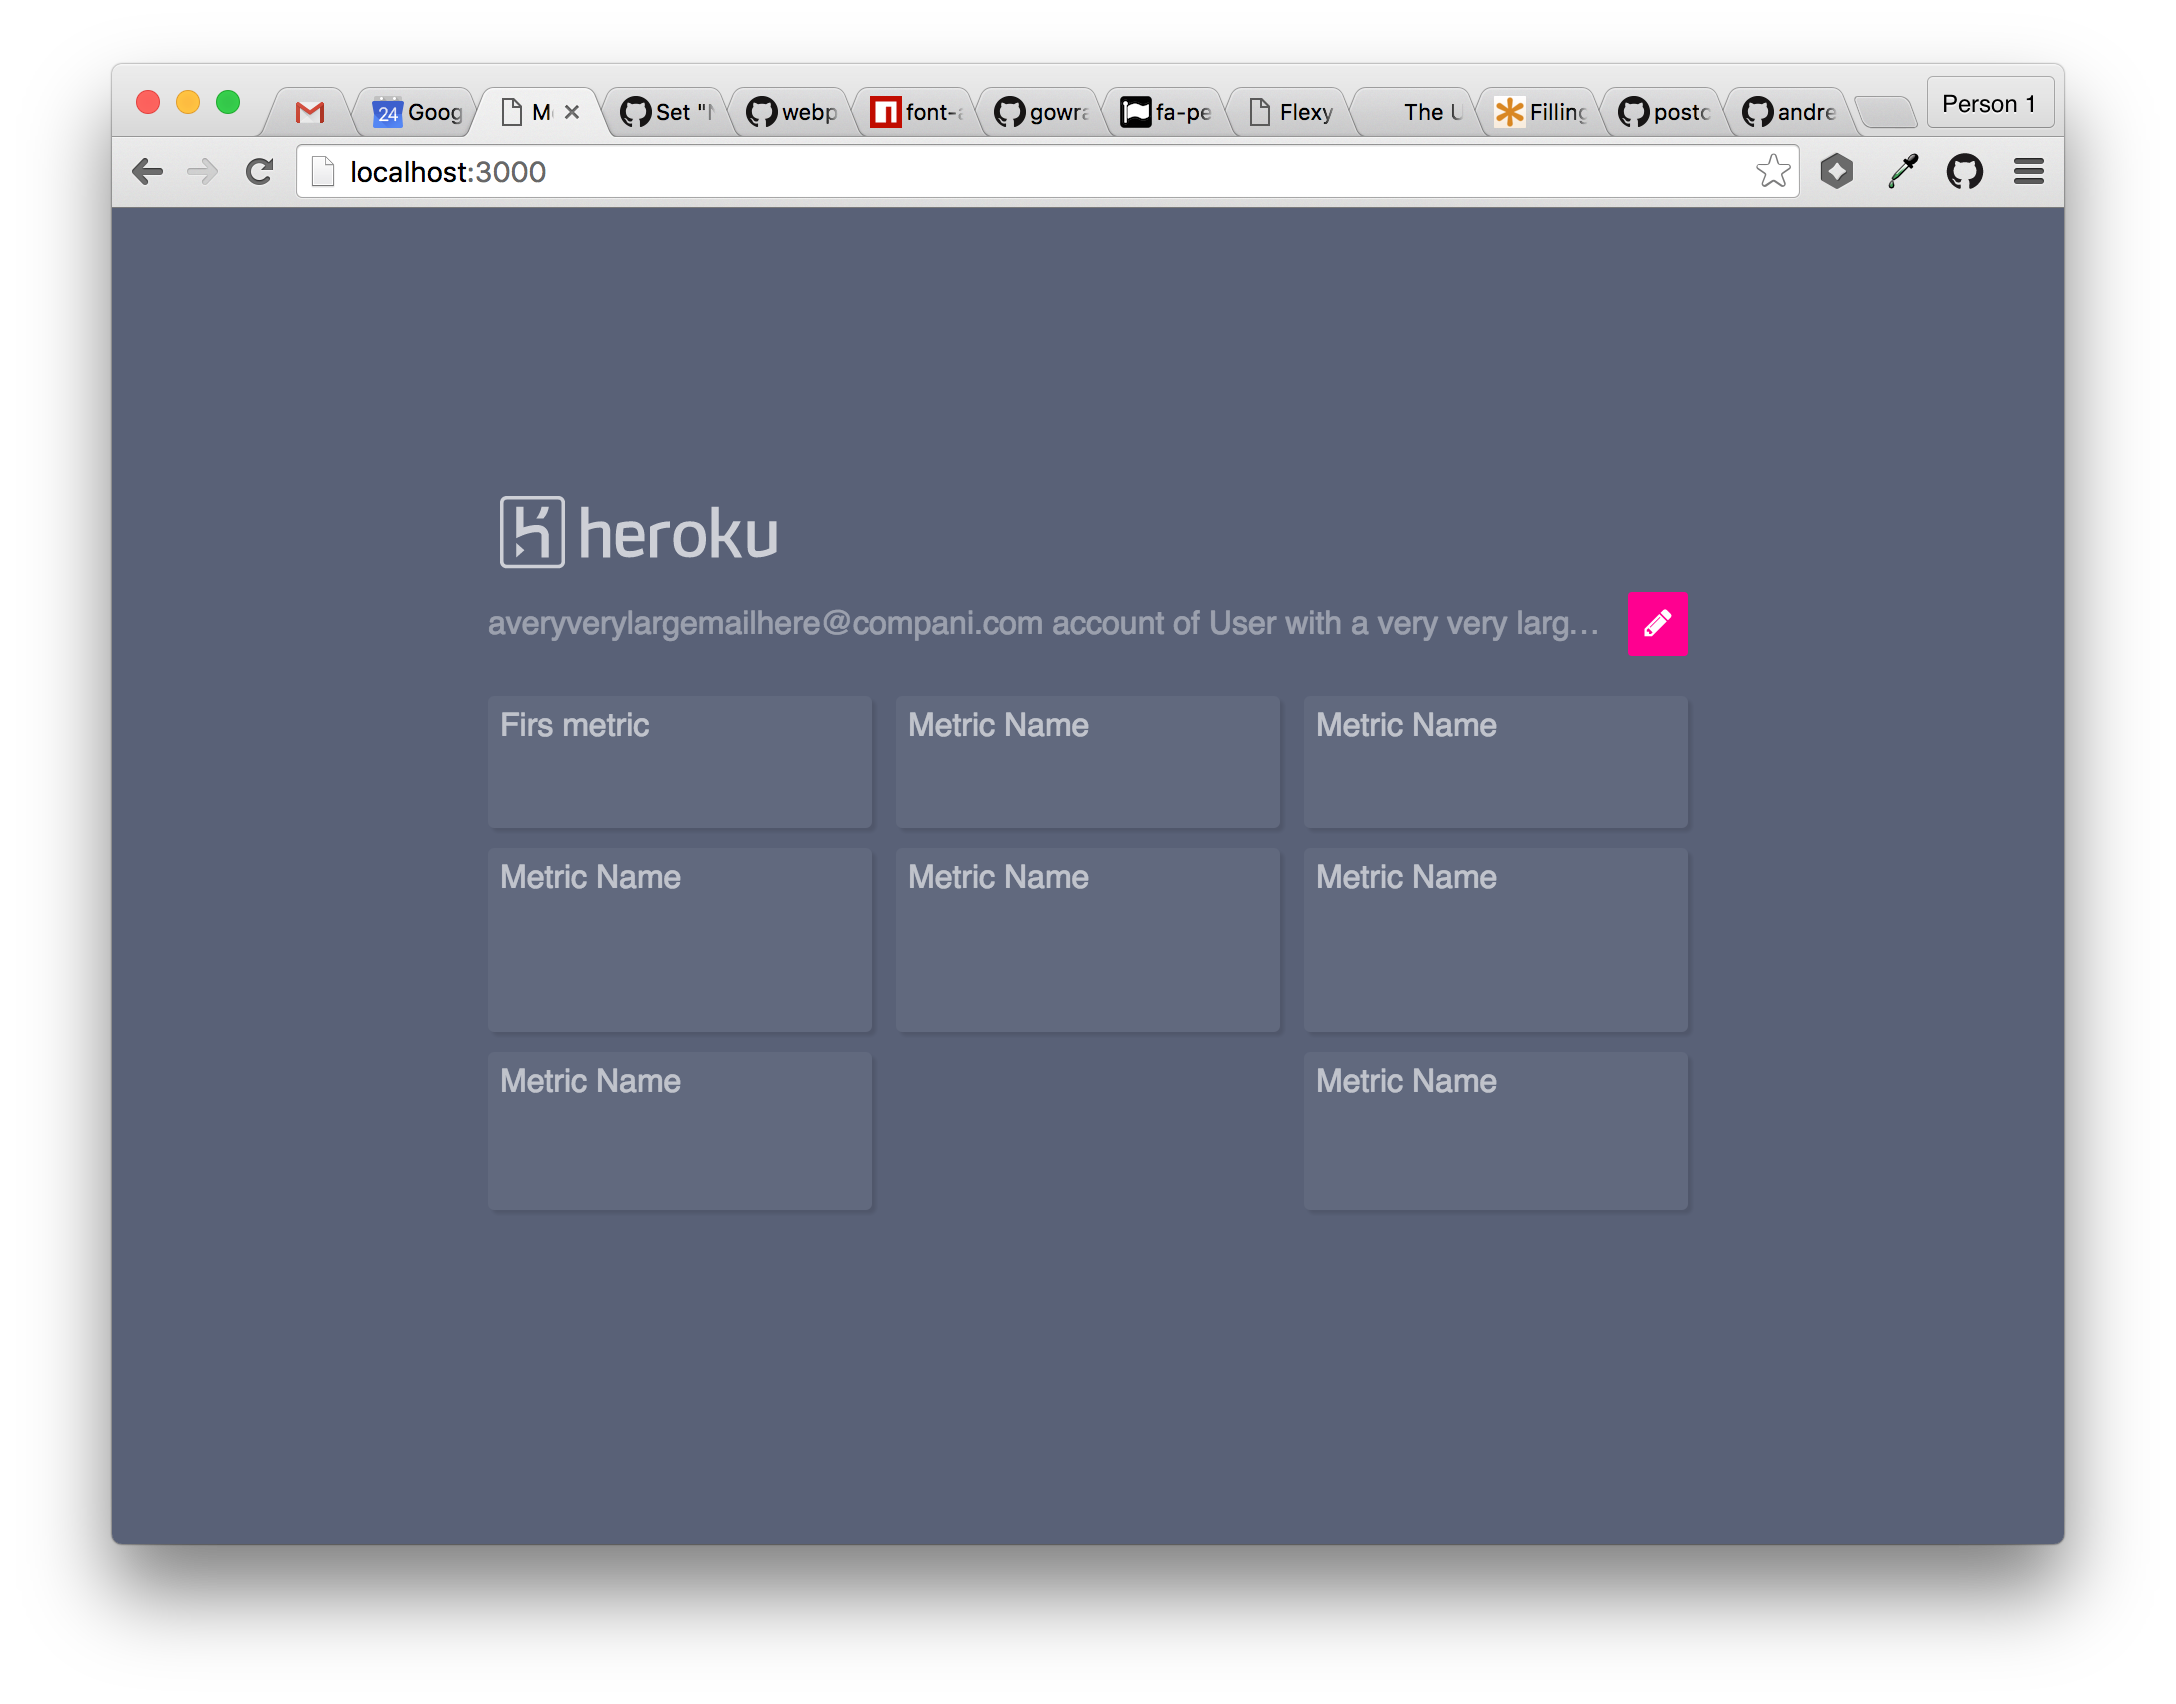 24 Goog M Set " webp font- gowra fa-pe Flexy The U Filling postc andre Person 1
localhost:3000
heroku
averyverylargemailhere@compani.com account of User with a very very larg...
Firs metric Metric Name Metric Name
Metric Name Metric Name Metric Name
Metric Name Metric Name